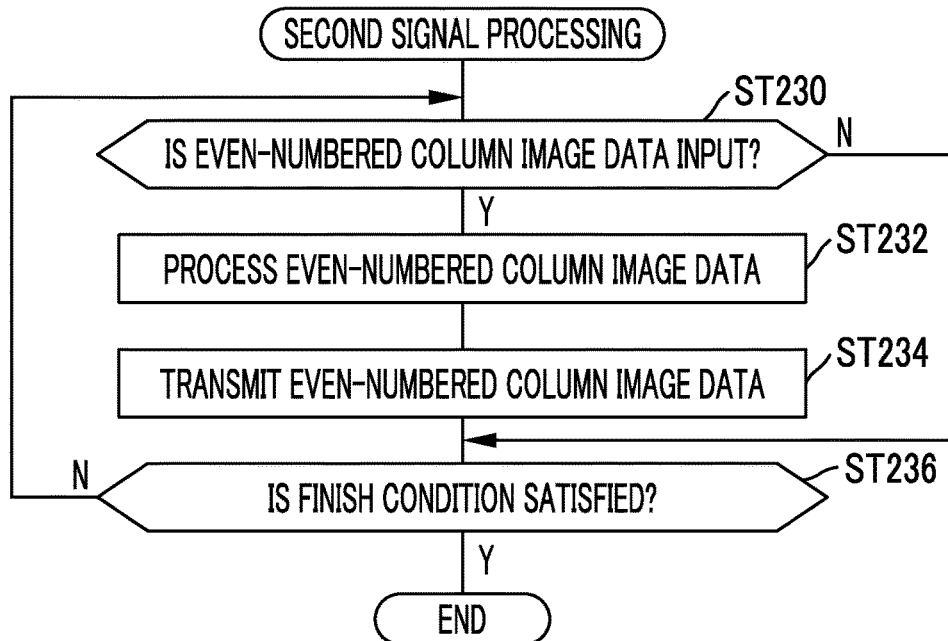 SECOND SIGNAL PROCESSING
ST230
IS EVEN-NUMBERED COLUMN IMAGE DATA INPUT?
N
Y
ST232
PROCESS EVEN-NUMBERED COLUMN IMAGE DATA
ST234
TRANSMIT EVEN-NUMBERED COLUMN IMAGE DATA
N
ST236
IS FINISH CONDITION SATISFIED?
Y
END